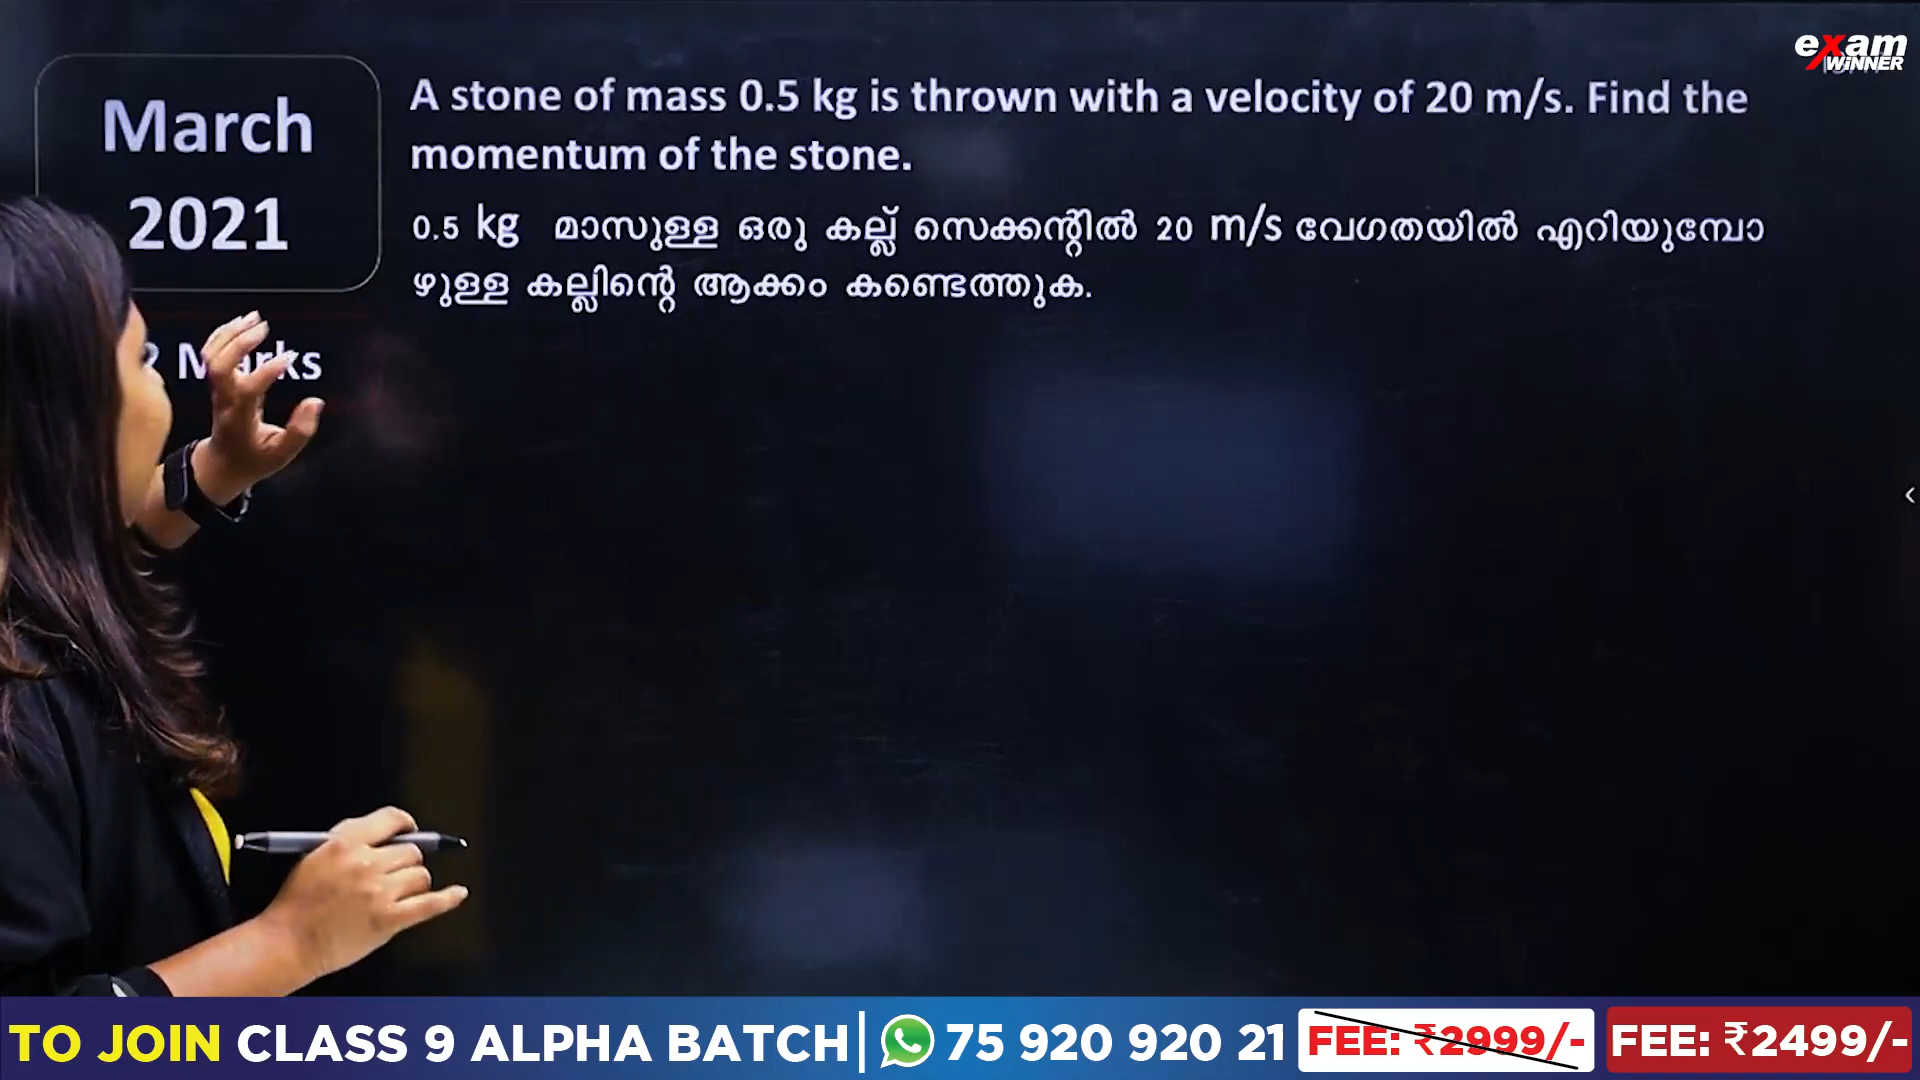 exam
WINNER
March
2021
A stone of mass 0.5 kg is thrown with a velocity of 20 m/s. Find the
momentum of the stone.
0.5 kg മാസുള്ള ഒരു കല്ല് സെക്കന്റിൽ 20 m/s വേഗതയിൽ എറിയുമ്പോ
ഴുള്ള കല്ലിന്റെ ആക്കം കണ്ടെത്തുക.
Marks
TO JOIN CLASS 9 ALPHA BATCH | 75 920 920 21 FEE: ₹2999/- FEE: ₹2499/-